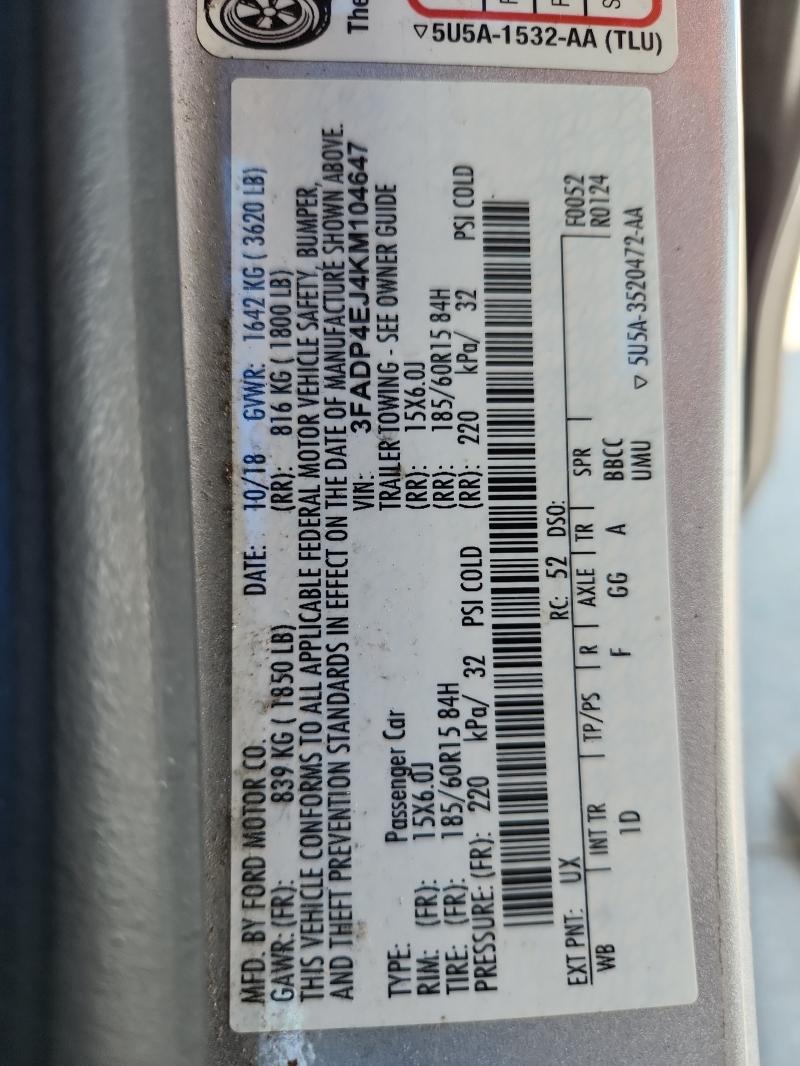 The
▽5U5A-1532-AA (TLU)
MFD. BY FORD MOTOR CO. DATE: 10/18 GVWR: 1642 KG ( 3620 LB)
GAWR: (FR): 839 KG ( 1850 LB) (RR): 816 KG ( 1800 LB)
THIS VEHICLE CONFORMS TO ALL APPLICABLE FEDERAL MOTOR VEHICLE SAFETY, BUMPER,
AND THEFT PREVENTION STANDARDS IN EFFECT ON THE DATE OF MANUFACTURE SHOWN ABOVE.
VIN: 3FADP4EJ4KM104647
TYPE: Passenger Car TRAILER TOWING - SEE OWNER GUIDE
RIM: (FR): 15X6.0J (RR): 15X6.0J
TIRE: (FR): 185/60R15 84H (RR): 185/60R15 84H
PRESSURE: (FR): 220 kPa/ 32 PSI COLD (RR): 220 kPa/ 32 PSI COLD
EXT PNT: UX RC: 52 DSO: F0052
WB INT TR TP/PS R AXLE TR SPR R0124
1D F GG A BBCC
UMU
▽ 5U5A-3520472-AA